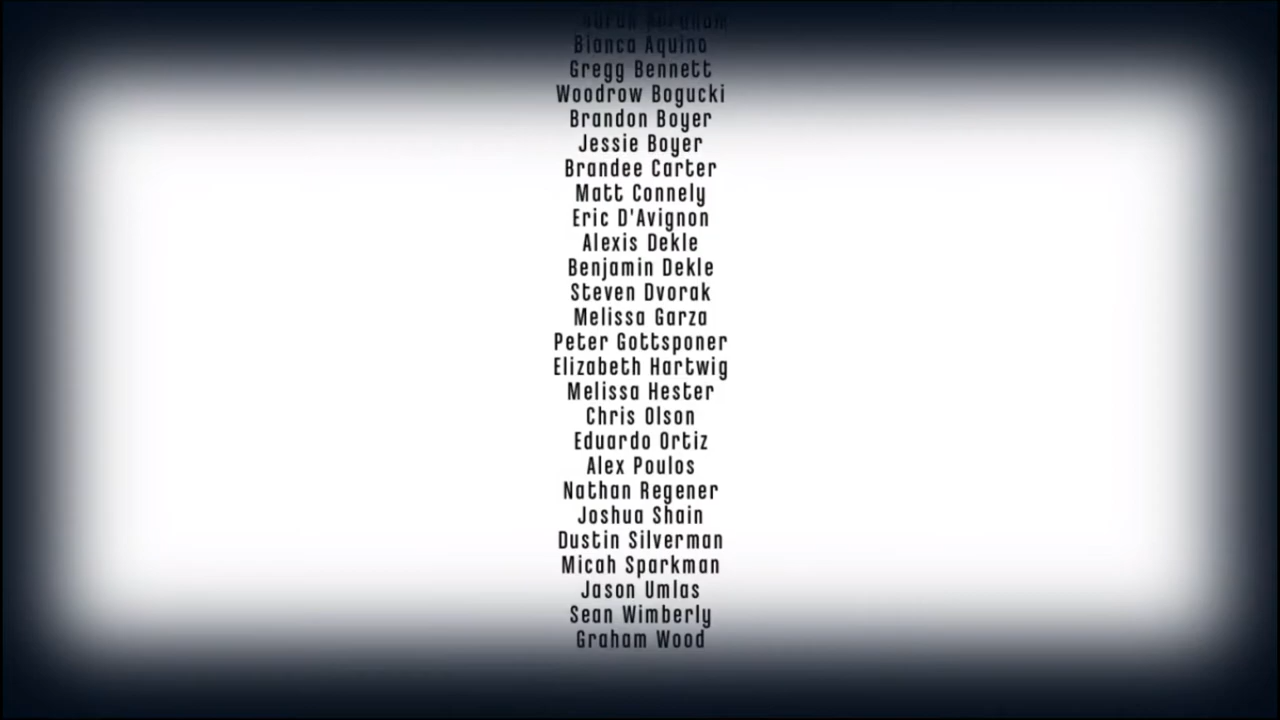 Bianca Aquino
Gregg Bennett
Woodrow Bogucki
Brandon Boyer
Jessie Boyer
Brandee Carter
Matt Connely
Eric D'Avignon
Alexis Dekle
Benjamin Dekle
Steven Dvorak
Melissa Garza
Peter Gottsponer
Elizabeth Hartwig
Melissa Hester
Chris Olson
Eduardo Ortiz
Alex Poulos
Nathan Regener
Joshua Shain
Dustin Silverman
Micah Sparkman
Jason Umlas
Sean Wimberly
Graham Wood